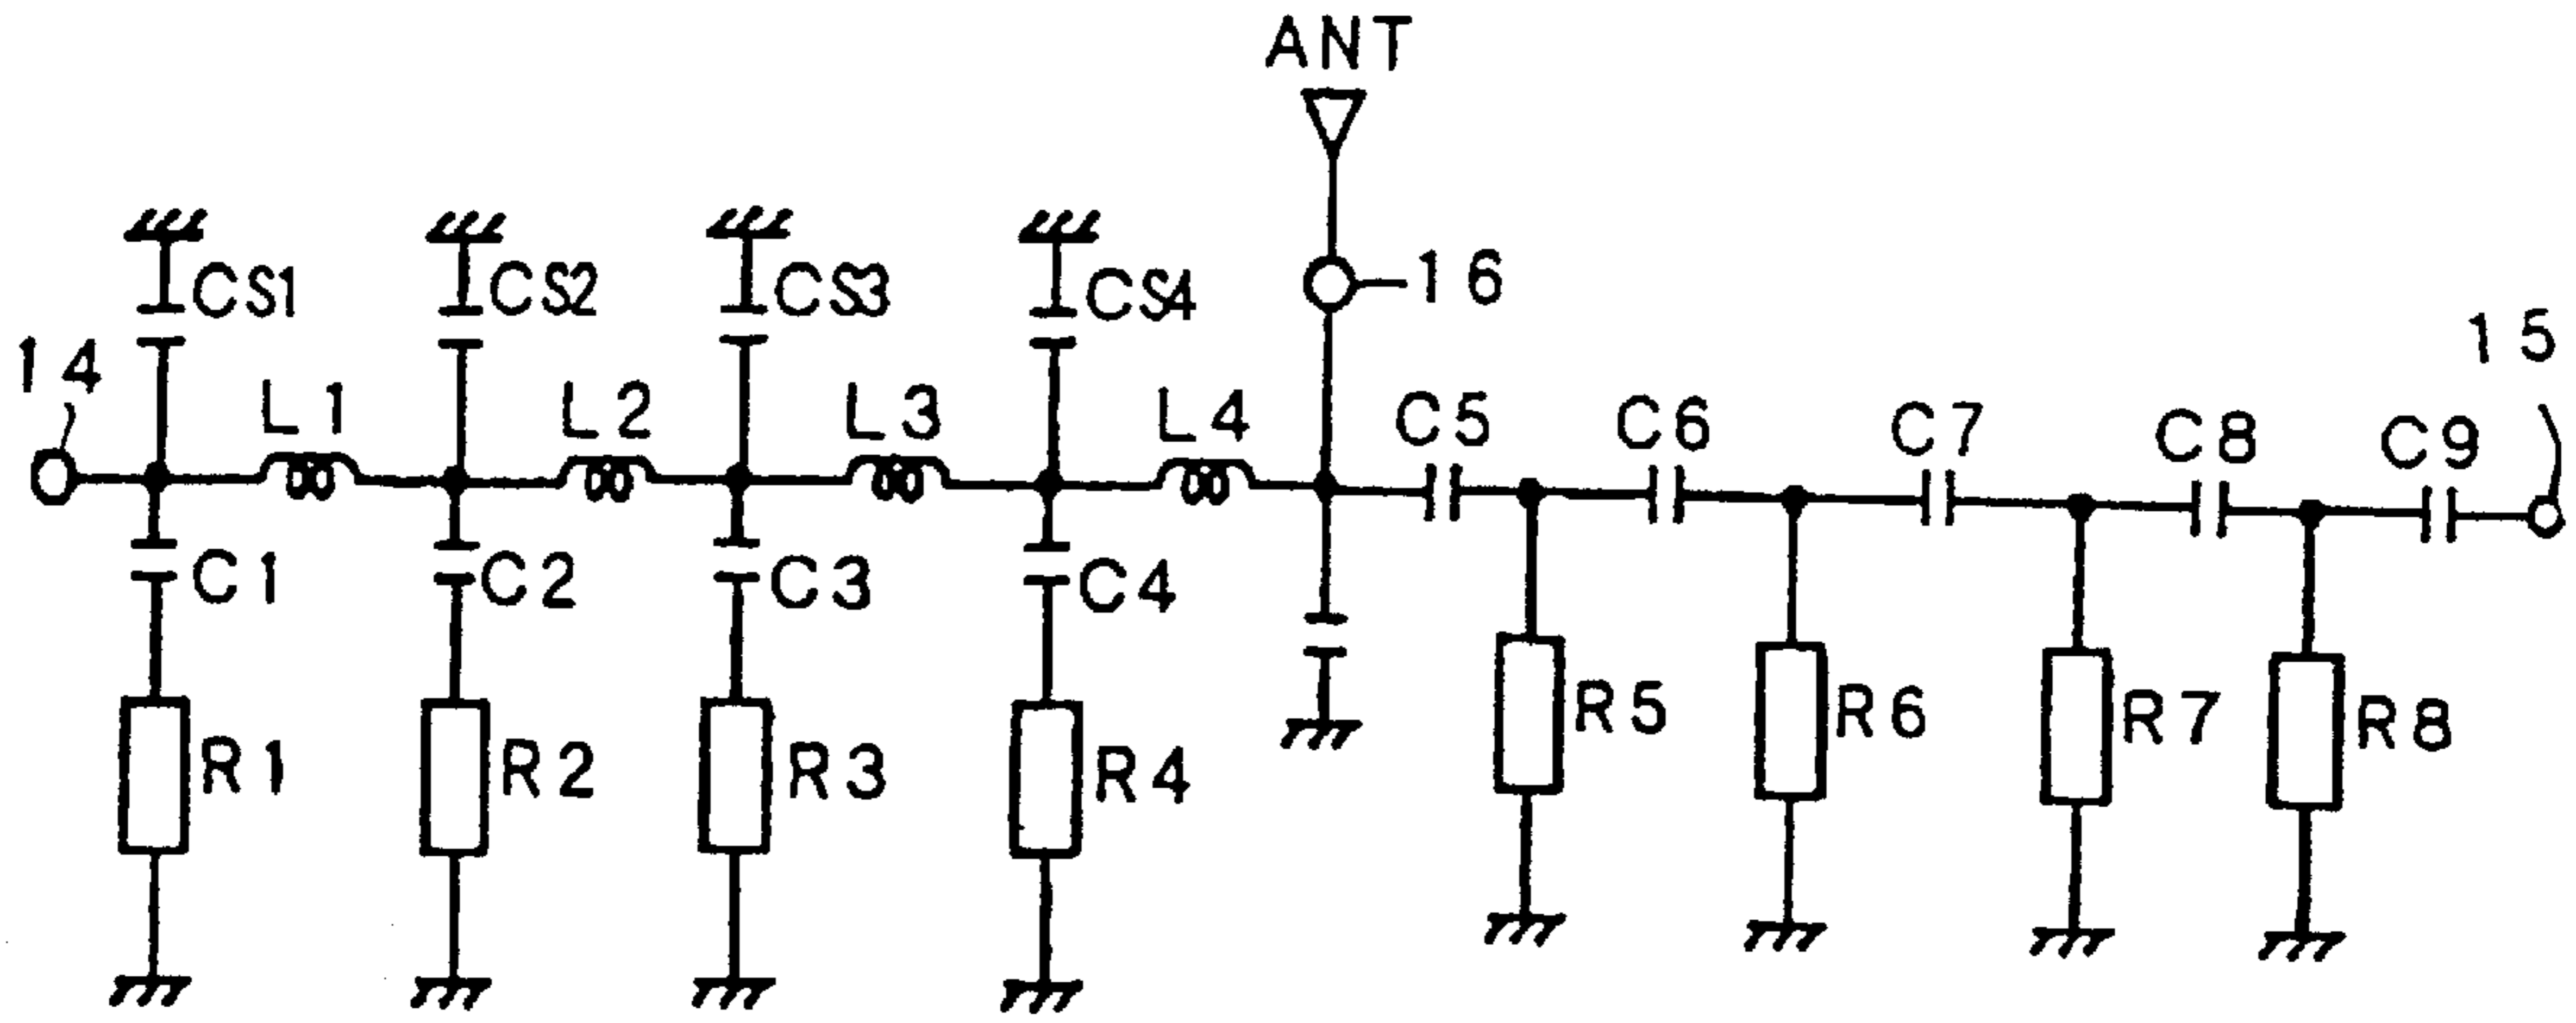 ANT
CS1 CS2 CS3 CS4 16
14 15
L1 L2 L3 L4 C5 C6 C7 C8 C9
C1 C2 C3 C4
R5 R6 R7 R8
R1 R2 R3 R4